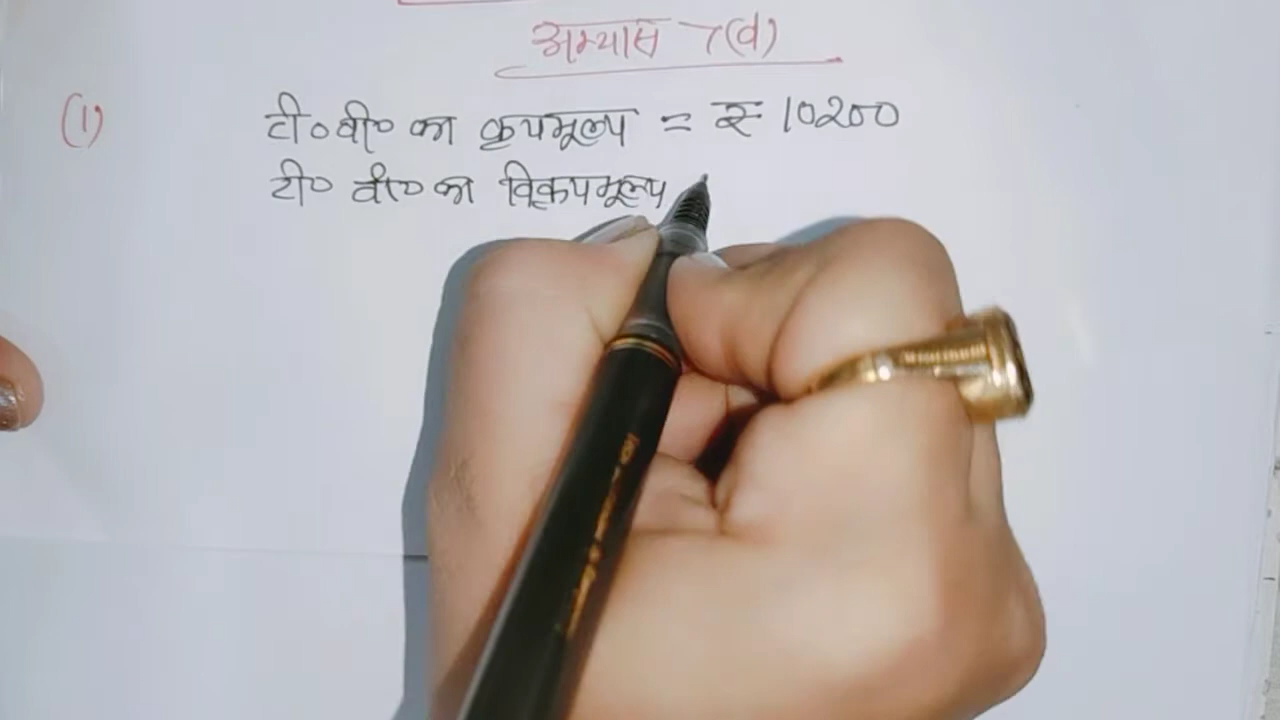 अभ्यास 7(d)
(1) टी० वी० का क्रयमूल्य = रु 10200
टी० वी० का विक्रयमूल्य